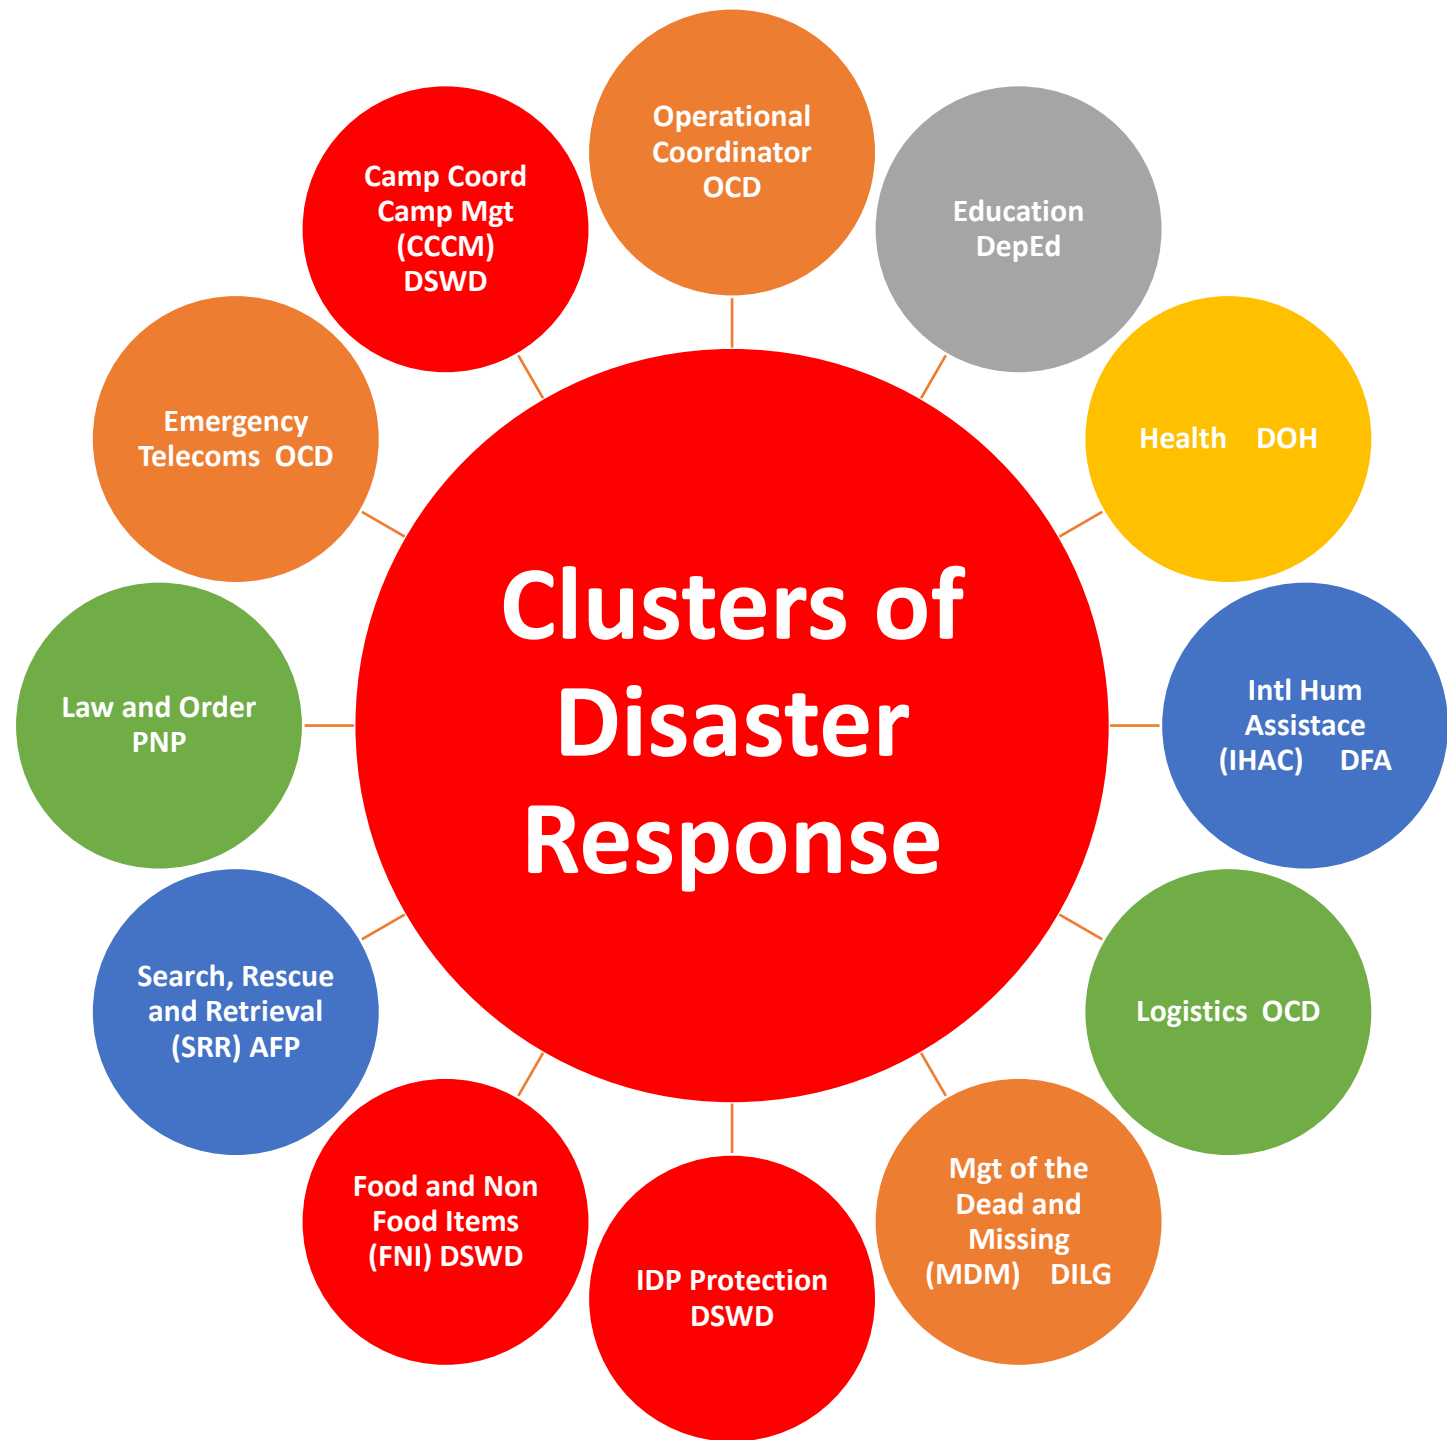 Operational
Coordinator
OCD
Education
DepEd
Health    DOH
Intl Hum
Assistace
(IHAC)    DFA
Logistics  OCD
Mgt of the
Dead and
Missing
(MDM)    DILG
IDP Protection
DSWD
Food and Non
Food Items
(FNI) DSWD
Search, Rescue
and Retrieval
(SRR) AFP
Law and Order
PNP
Emergency
Telecoms  OCD
Camp Coord
Camp Mgt
(CCCM)
DSWD
Clusters of
Disaster
Response